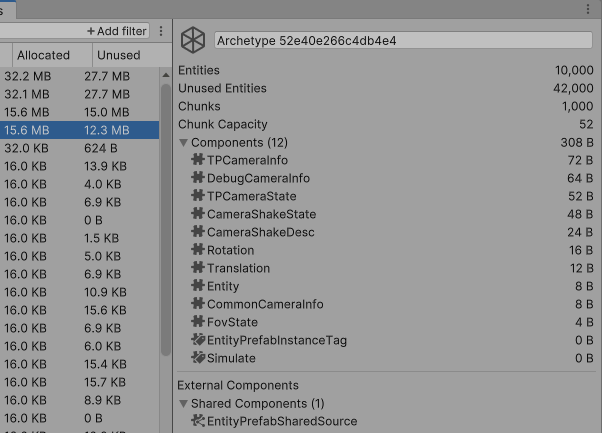 s
+ Add filter
Allocated Unused
32.2 MB 27.7 MB
32.1 MB 27.7 MB
15.6 MB 15.0 MB
15.6 MB 12.3 MB
32.0 KB 624 B
16.0 KB 13.9 KB
16.0 KB 4.0 KB
16.0 KB 6.9 KB
16.0 KB 0 B
16.0 KB 1.5 KB
16.0 KB 5.0 KB
16.0 KB 6.9 KB
16.0 KB 10.9 KB
16.0 KB 15.6 KB
16.0 KB 6.9 KB
16.0 KB 6.0 KB
16.0 KB 15.4 KB
16.0 KB 15.7 KB
16.0 KB 8.9 KB
16.0 KB 0 B
Archetype 52e40e266c4db4e4
Entities 10,000
Unused Entities 42,000
Chunks 1,000
Chunk Capacity 52
Components (12) 308 B
TPCameraInfo 72 B
DebugCameraInfo 64 B
TPCameraState 52 B
CameraShakeState 48 B
CameraShakeDesc 24 B
Rotation 16 B
Translation 12 B
Entity 8 B
CommonCameraInfo 8 B
FovState 4 B
EntityPrefabInstanceTag 0 B
Simulate 0 B
External Components
Shared Components (1)
EntityPrefabSharedSource